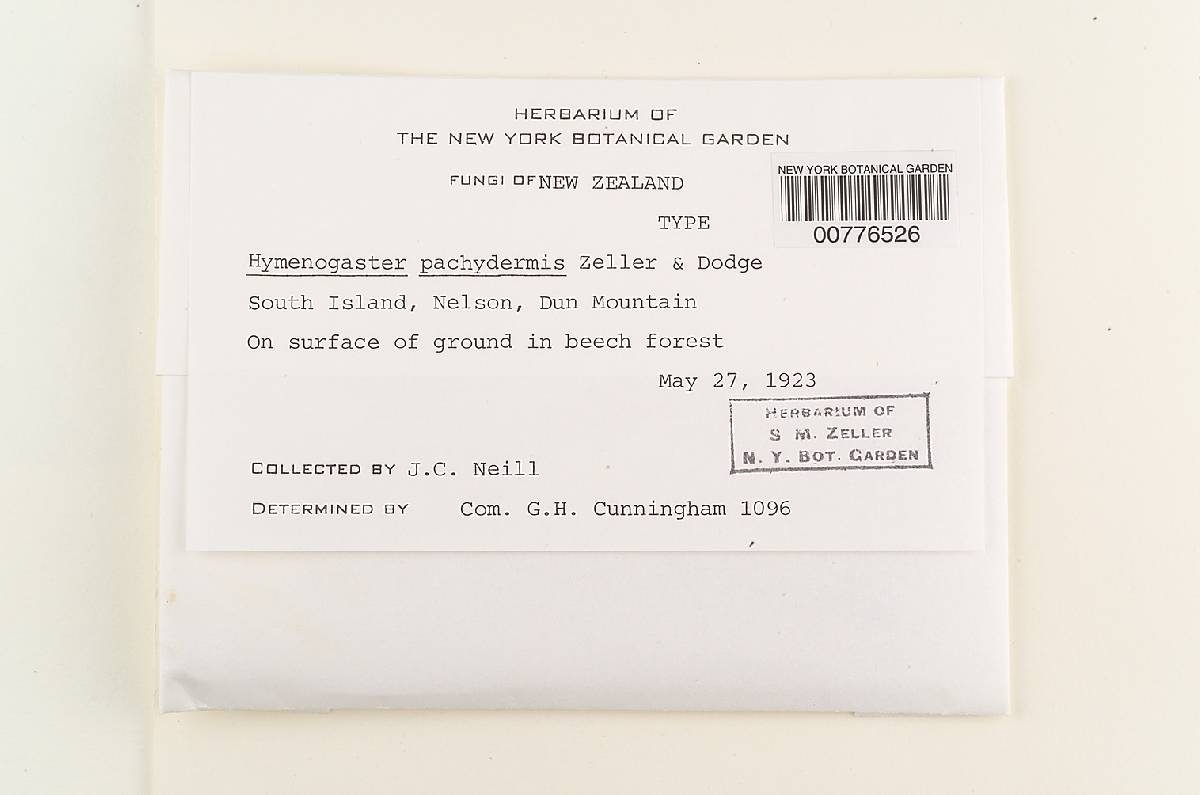 HERBARIUM OF
THE NEW YORK BOTANICAL GARDEN
FUNGI OF NEW ZEALAND
NEW YORK BOTANICAL GARDEN
00776526
TYPE
Hymenogaster pachydermis Zeller & Dodge
South Island, Nelson, Dun Mountain
On surface of ground in beech forest
May 27, 1923
HERBARIUM OF
S M. ZELLER
N. Y. BOT. GARDEN
COLLECTED BY J.C. Neill
DETERMINED BY Com. G.H. Cunningham 1096